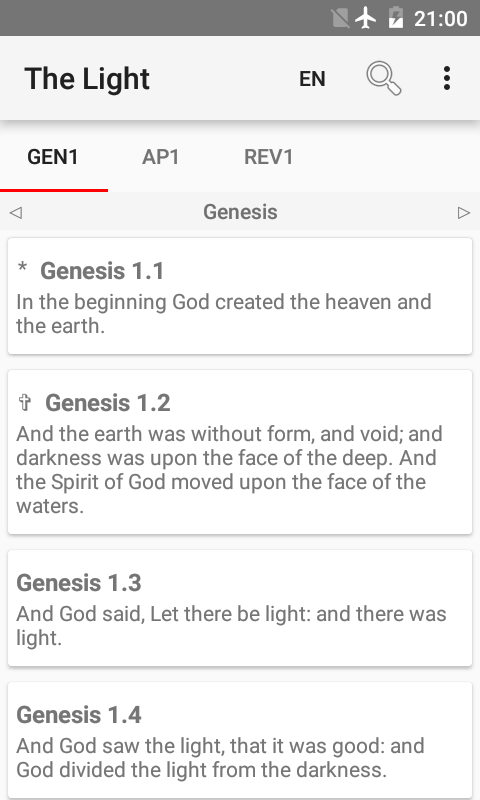 21:00
The Light EN
GEN1 AP1 REV1
◁ Genesis ▷
* Genesis 1.1
In the beginning God created the heaven and
the earth.
✞ Genesis 1.2
And the earth was without form, and void; and
darkness was upon the face of the deep. And
the Spirit of God moved upon the face of the
waters.
Genesis 1.3
And God said, Let there be light: and there was
light.
Genesis 1.4
And God saw the light, that it was good: and
God divided the light from the darkness.